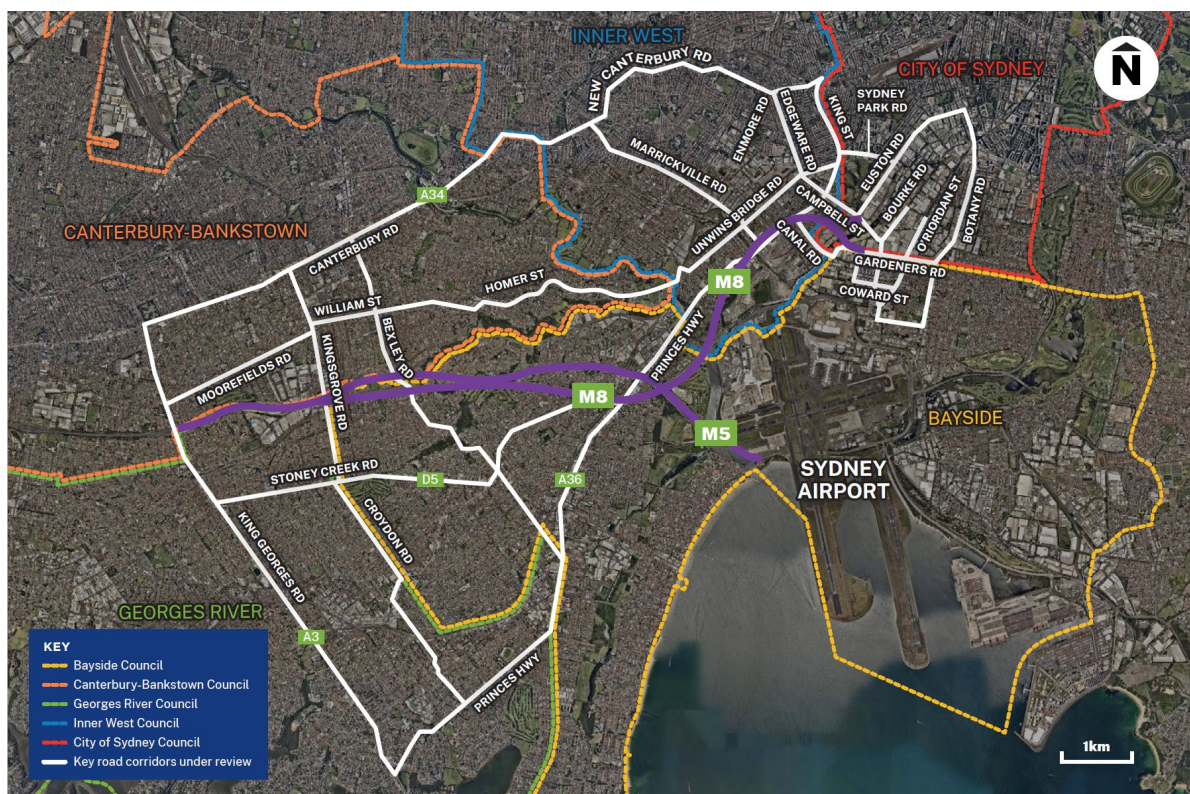 INNER WEST
NEW CANTERBURY RD
CITY OF SYDNEY
N
SYDNEY
PARK RD
KING ST
EDGEWARE RD
ENMORE RD
MARRICKVILLE RD
EUSTON RD
BOURKE RD
O'RIORDAN ST
BOTANY RD
A34
CANTERBURY-BANKSTOWN
CANTERBURY RD
UNWINS BRIDGE RD
CAMPBELL ST
CANAL RD
GARDENERS RD
COWARD ST
HOMER ST
WILLIAM ST
M8
PRINCES HWY
BEXLEY RD
KINGSGROVE RD
MOOREFIELDS RD
M8
M5
BAYSIDE
STONEY CREEK RD
D5
A36
SYDNEY
AIRPORT
CROYDON RD
KING GEORGES RD
GEORGES RIVER
A3
PRINCES HWY
KEY
Bayside Council
Canterbury-Bankstown Council
Georges River Council
Inner West Council
City of Sydney Council
Key road corridors under review
1km